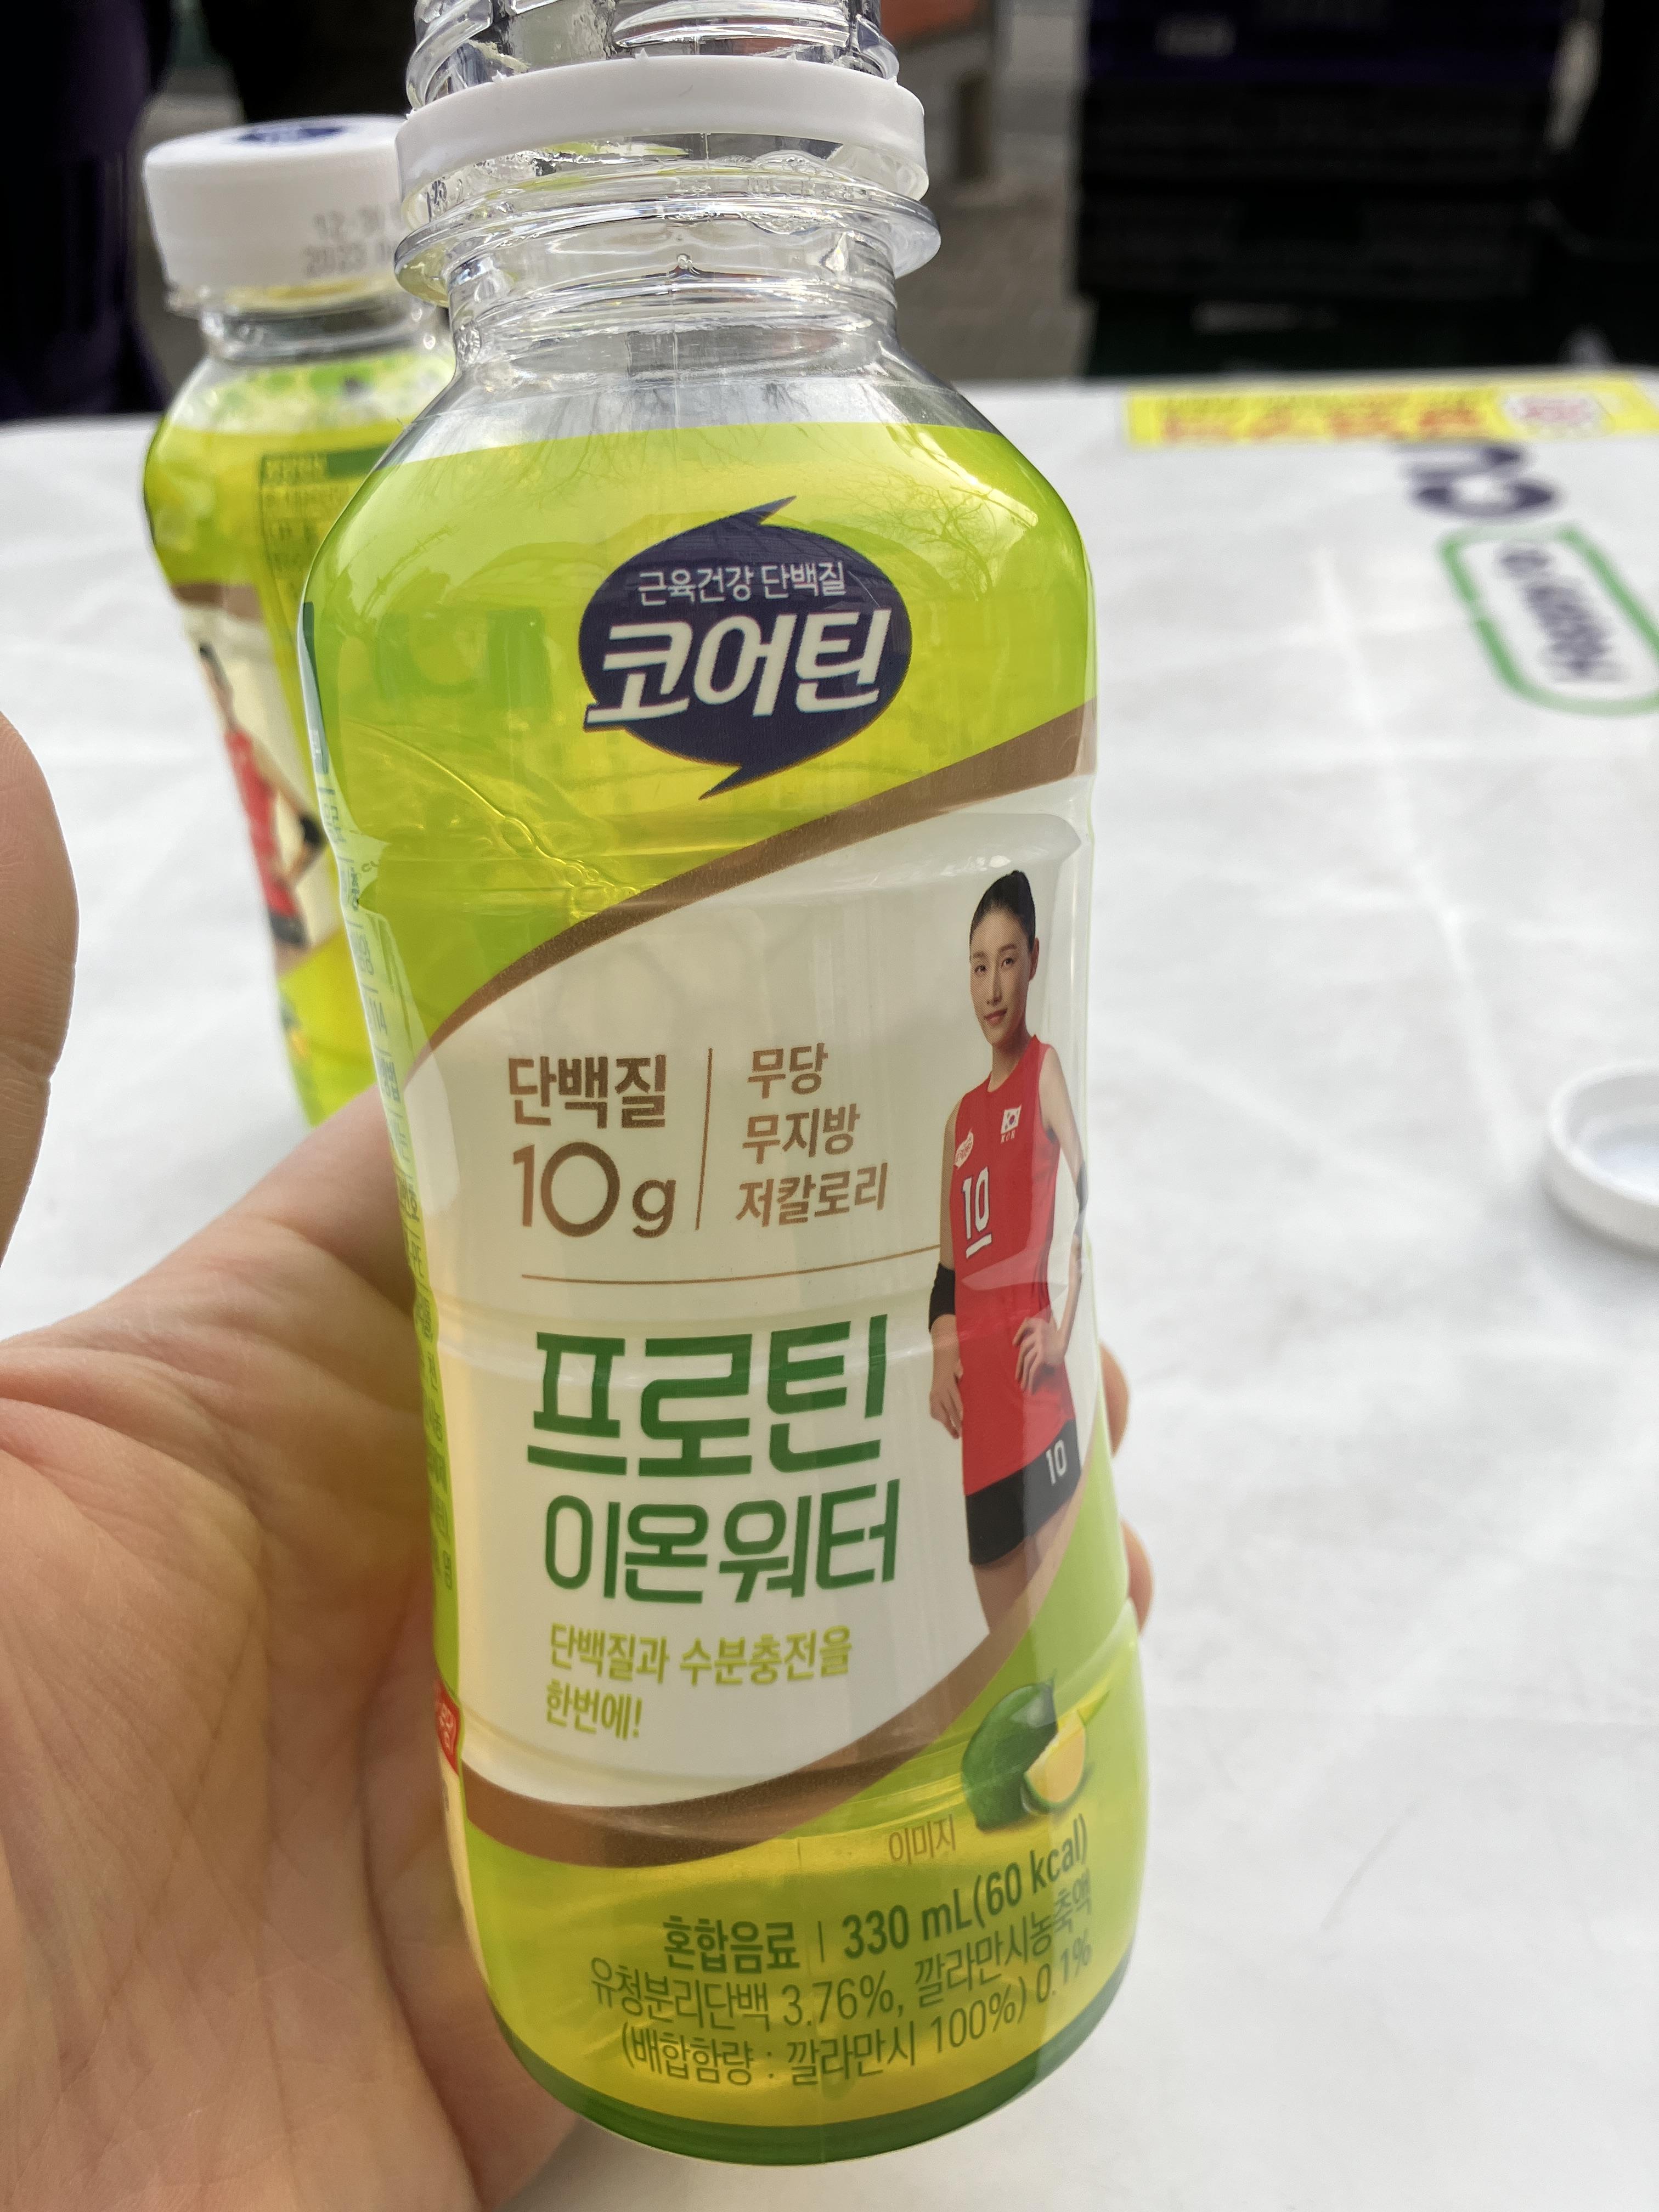 근육건강 단백질
코어틴
단백질
10g
무당
무지방
저칼로리
10
10
프로틴
이온워터
단백질과 수분충전을
한번에!
이미지
혼합음료 | 330 mL(60 kcal)
유청분리단백 3.76%, 깔라만시농축액
(배합함량 : 깔라만시 100%) 0.1%